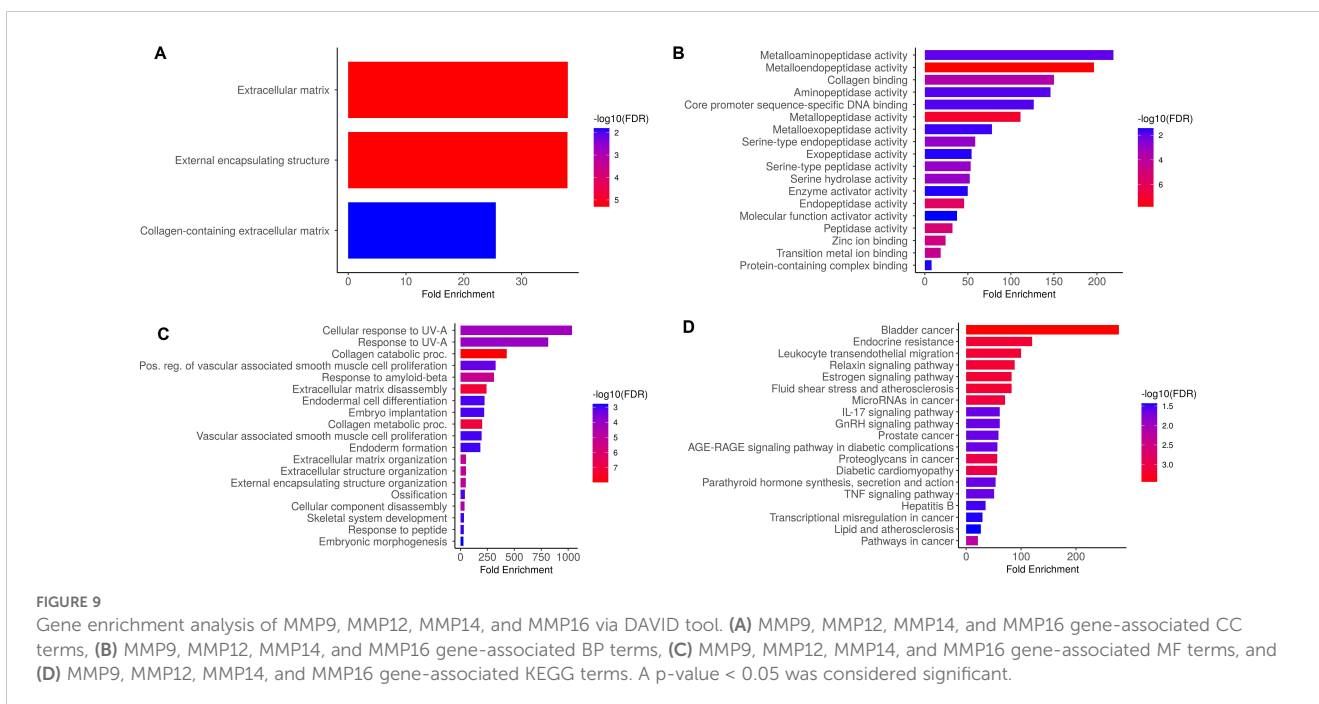 A
Extracellular matrix
External encapsulating structure
Collagen-containing extracellular matrix
0 10 20 30
Fold Enrichment
-log10(FDR)
2
3
4
5
B
Metalloaminopeptidase activity
Metalloendopeptidase activity
Collagen binding
Aminopeptidase activity
Core promoter sequence-specific DNA binding
Metallopeptidase activity
Metalloexopeptidase activity
Serine-type endopeptidase activity
Exopeptidase activity
Serine-type peptidase activity
Serine hydrolase activity
Enzyme activator activity
Endopeptidase activity
Molecular function activator activity
Peptidase activity
Zinc ion binding
Transition metal ion binding
Protein-containing complex binding
0 50 100 150 200
Fold Enrichment
-log10(FDR)
2
4
6
C
Cellular response to UV-A
Response to UV-A
Collagen catabolic proc.
Pos. reg. of vascular associated smooth muscle cell proliferation
Response to amyloid-beta
Extracellular matrix disassembly
Endodermal cell differentiation
Embryo implantation
Collagen metabolic proc.
Vascular associated smooth muscle cell proliferation
Endoderm formation
Extracellular matrix organization
Extracellular structure organization
External encapsulating structure organization
Ossification
Cellular component disassembly
Skeletal system development
Response to peptide
Embryonic morphogenesis
0 250 500 750 1000
Fold Enrichment
-log10(FDR)
3
4
5
6
7
D
Bladder cancer
Endocrine resistance
Leukocyte transendothelial migration
Relaxin signaling pathway
Estrogen signaling pathway
Fluid shear stress and atherosclerosis
MicroRNAs in cancer
IL-17 signaling pathway
GnRH signaling pathway
Prostate cancer
AGE-RAGE signaling pathway in diabetic complications
Proteoglycans in cancer
Diabetic cardiomyopathy
Parathyroid hormone synthesis, secretion and action
TNF signaling pathway
Hepatitis B
Transcriptional misregulation in cancer
Lipid and atherosclerosis
Pathways in cancer
0 100 200
Fold Enrichment
-log10(FDR)
1.5
2.0
2.5
3.0
FIGURE 9
Gene enrichment analysis of MMP9, MMP12, MMP14, and MMP16 via DAVID tool. (A) MMP9, MMP12, MMP14, and MMP16 gene-associated CC
terms, (B) MMP9, MMP12, MMP14, and MMP16 gene-associated BP terms, (C) MMP9, MMP12, MMP14, and MMP16 gene-associated MF terms, and
(D) MMP9, MMP12, MMP14, and MMP16 gene-associated KEGG terms. A p-value < 0.05 was considered significant.